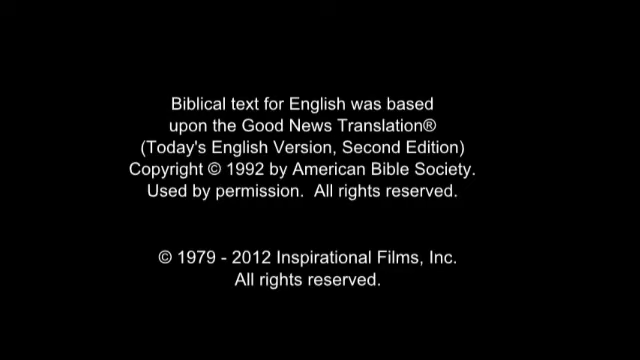 Biblical text for English was based
upon the Good News Translation®
(Today's English Version, Second Edition)
Copyright © 1992 by American Bible Society.
Used by permission.  All rights reserved.
© 1979 - 2012 Inspirational Films, Inc.
All rights reserved.